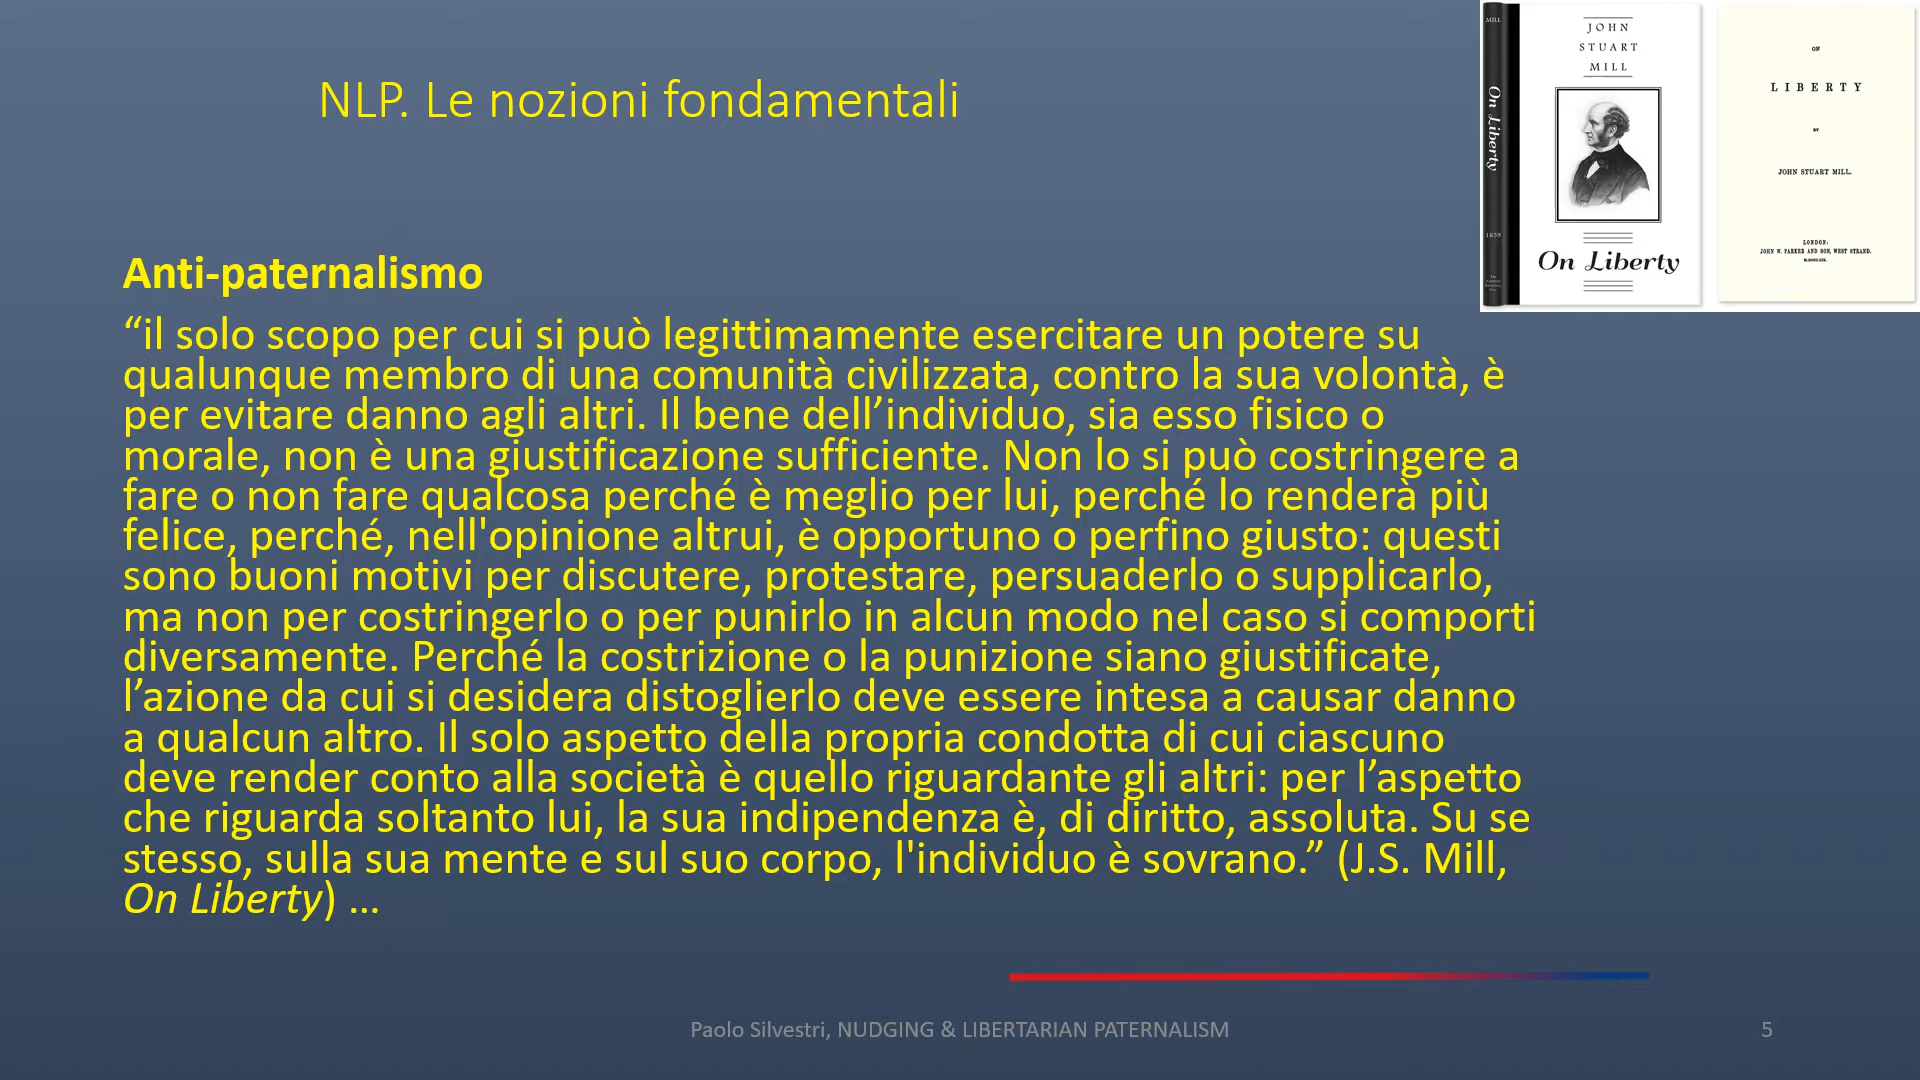 NLP. Le nozioni fondamentali
MILL
On Liberty
1859
JOHN
STUART
MILL
On Liberty
ON
LIBERTY
BY
JOHN STUART MILL.
LONDON:
JOHN W. PARKER AND SON, WEST STRAND.
Anti-paternalismo
“il solo scopo per cui si può legittimamente esercitare un potere su
qualunque membro di una comunità civilizzata, contro la sua volontà, è
per evitare danno agli altri. Il bene dell’individuo, sia esso fisico o
morale, non è una giustificazione sufficiente. Non lo si può costringere a
fare o non fare qualcosa perché è meglio per lui, perché lo renderà più
felice, perché, nell'opinione altrui, è opportuno o perfino giusto: questi
sono buoni motivi per discutere, protestare, persuaderlo o supplicarlo,
ma non per costringerlo o per punirlo in alcun modo nel caso si comporti
diversamente. Perché la costrizione o la punizione siano giustificate,
l’azione da cui si desidera distoglierlo deve essere intesa a causar danno
a qualcun altro. Il solo aspetto della propria condotta di cui ciascuno
deve render conto alla società è quello riguardante gli altri: per l’aspetto
che riguarda soltanto lui, la sua indipendenza è, di diritto, assoluta. Su se
stesso, sulla sua mente e sul suo corpo, l'individuo è sovrano.” (J.S. Mill,
On Liberty) …
Paolo Silvestri, NUDGING & LIBERTARIAN PATERNALISM
5